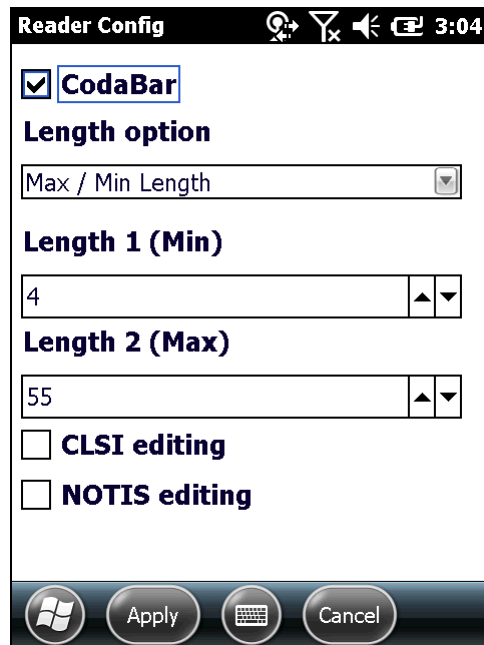 Reader Config 3:04
CodaBar
Length option
Max / Min Length
Length 1 (Min)
4
Length 2 (Max)
55
CLSI editing
NOTIS editing
Apply Cancel